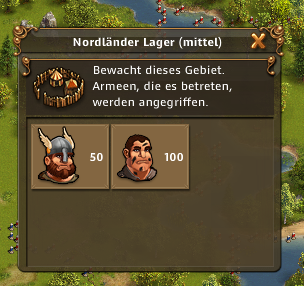 Nordländer Lager (mittel)
Bewacht dieses Gebiet.
Armeen, die es betreten,
werden angegriffen.
50 100